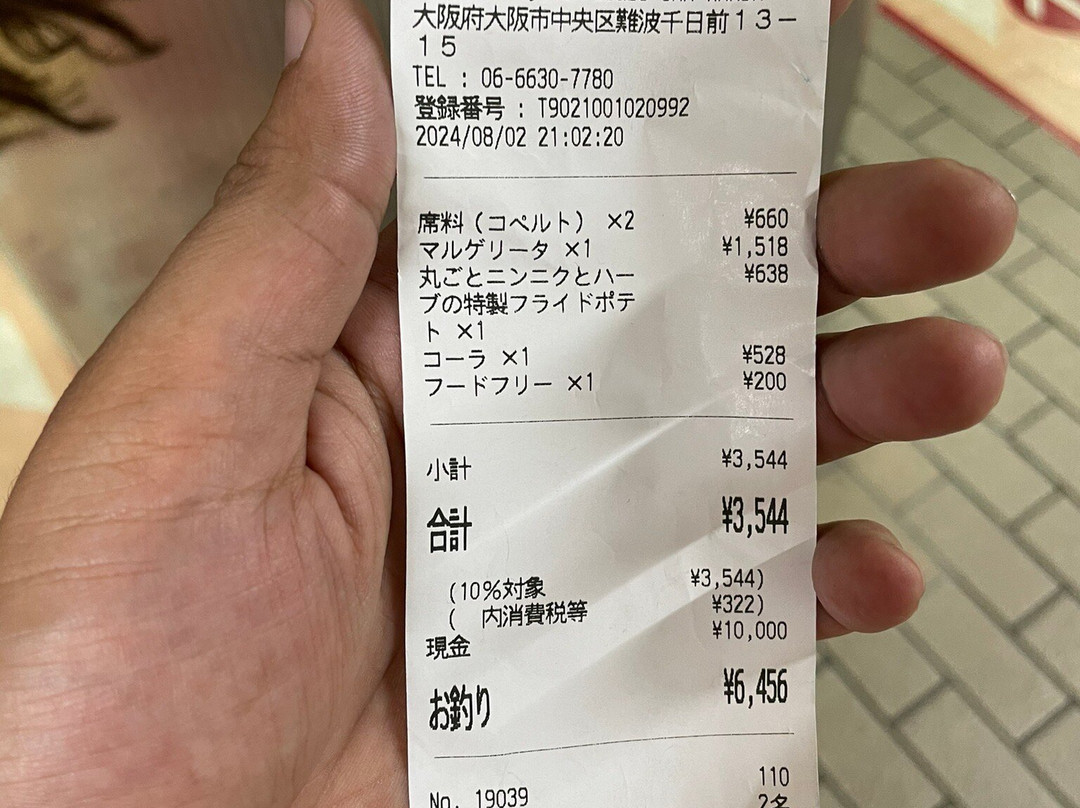 大阪府大阪市中央区難波千日前13-
15
TEL : 06-6630-7780
登録番号 : T9021001020992
2024/08/02 21:02:20
席料(コペルト) ×2 ¥660
マルゲリータ ×1 ¥1,518
丸ごとニンニクとハー ¥638
ブの特製フライドポテ
ト ×1
コーラ ×1 ¥528
フードフリー ×1 ¥200
小計 ¥3,544
合計 ¥3,544
(10%対象 ¥3,544)
( 内消費税等 ¥322)
現金 ¥10,000
お釣り ¥6,456
110
No. 19039 2名